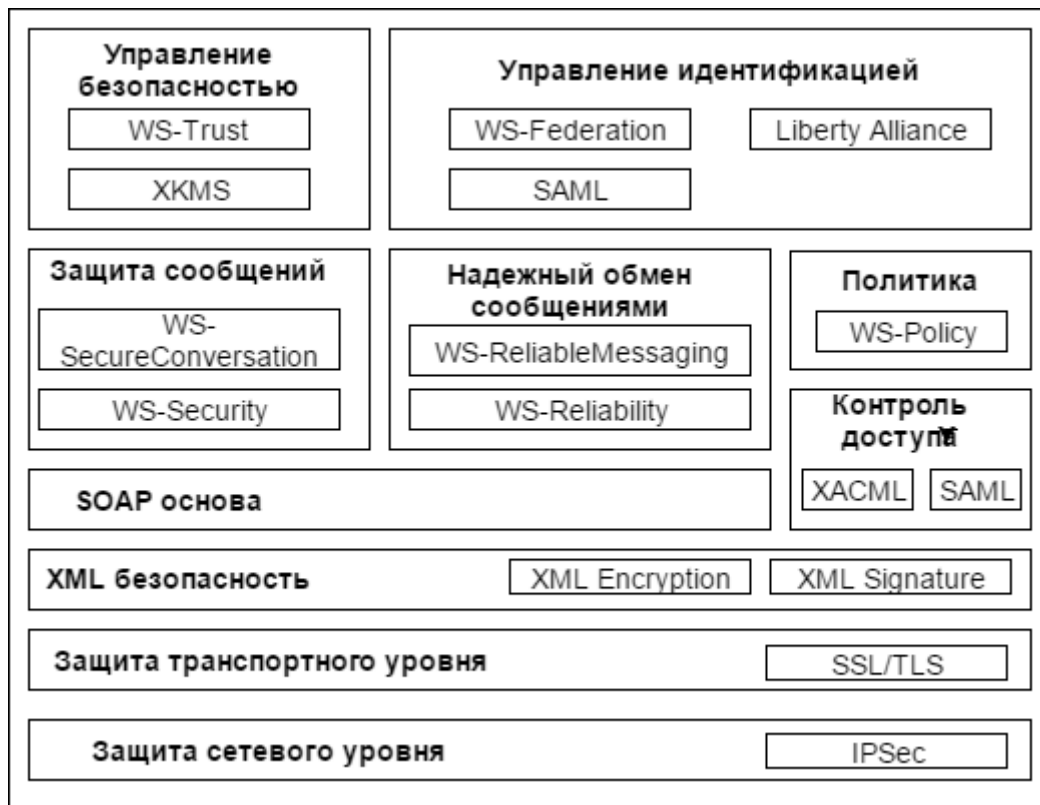 Управление
безопасностью
WS-Trust
XKMS
Управление идентификацией
WS-Federation
Liberty Alliance
SAML
Защита сообщений
WS-
SecureConversation
WS-Security
Надежный обмен
сообщениями
WS-ReliableMessaging
WS-Reliability
Политика
WS-Policy
Контроль
доступа
XACML
SAML
SOAP основа
XML безопасность
XML Encryption
XML Signature
Защита транспортного уровня
SSL/TLS
Защита сетевого уровня
IPSec